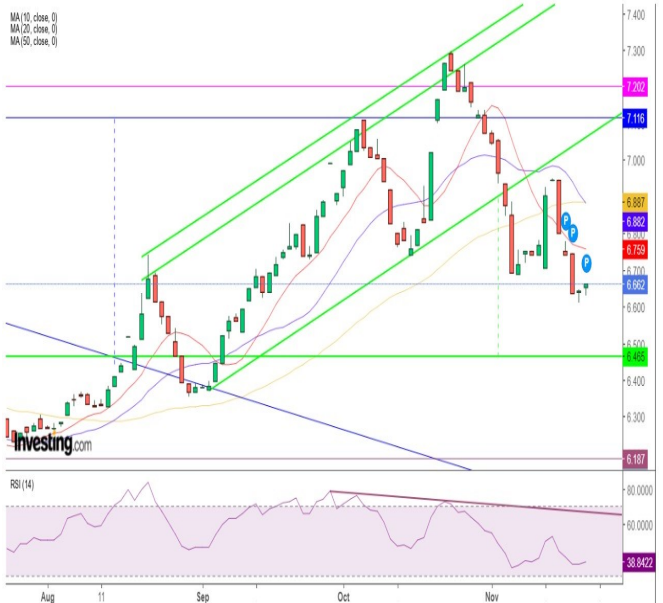 MA (10, close, 0)
MA (20, close, 0)
MA (50, close, 0)
7.400
7.300
7.202
7.116
7.000
6.887
6.882
6.800
6.759
6.700
6.662
6.600
6.500
6.465
6.400
6.300
6.187
P
P
P
Investing.com
RSI (14)
80.0000
60.0000
38.8422
Aug
11
Sep
Oct
Nov